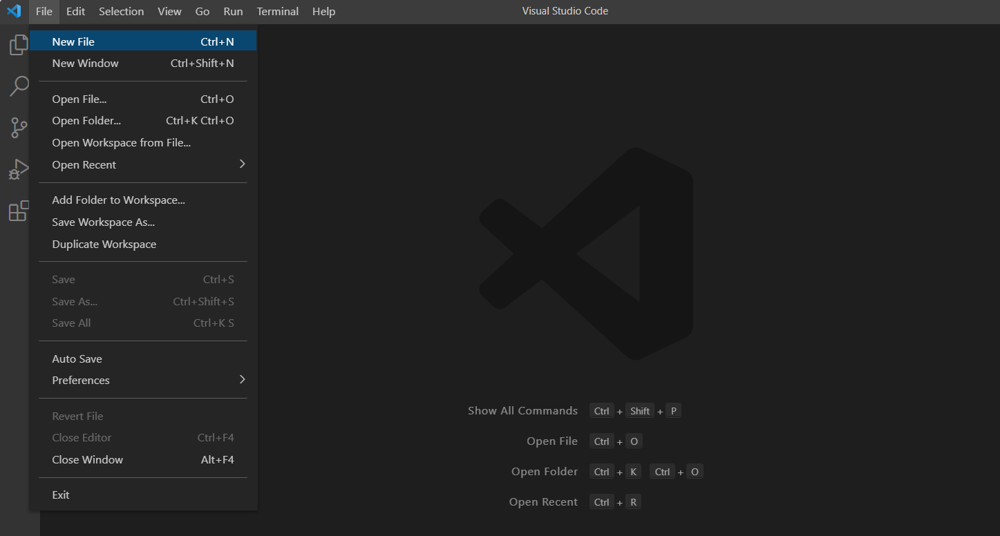 File Edit Selection View Go Run Terminal Help Visual Studio Code
New File Ctrl+N
New Window Ctrl+Shift+N
Open File... Ctrl+O
Open Folder... Ctrl+K Ctrl+O
Open Workspace from File...
Open Recent
Add Folder to Workspace...
Save Workspace As...
Duplicate Workspace
Save Ctrl+S
Save As... Ctrl+Shift+S
Save All Ctrl+K S
Auto Save
Preferences
Revert File
Close Editor Ctrl+F4
Close Window Alt+F4
Exit
Show All Commands Ctrl + Shift + P
Open File Ctrl + O
Open Folder Ctrl + K Ctrl + O
Open Recent Ctrl + R